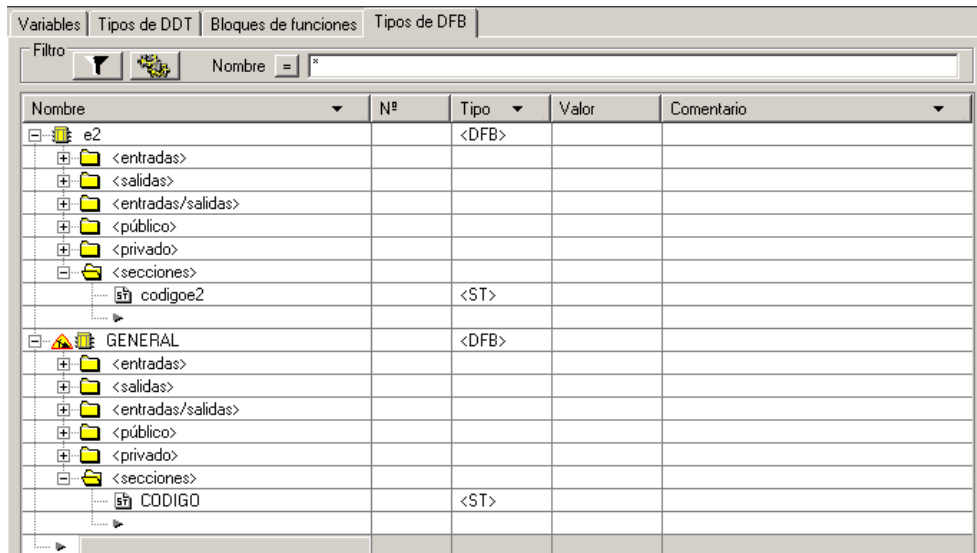 Variables Tipos de DDT Bloques de funciones Tipos de DFB
Filtro
Nombre = *
Nombre Nº Tipo Valor Comentario
e2 <DFB>
<entradas>
<salidas>
<entradas/salidas>
<público>
<privado>
<secciones>
ST codigoe2 <ST>
GENERAL <DFB>
<entradas>
<salidas>
<entradas/salidas>
<público>
<privado>
<secciones>
ST CODIGO <ST>